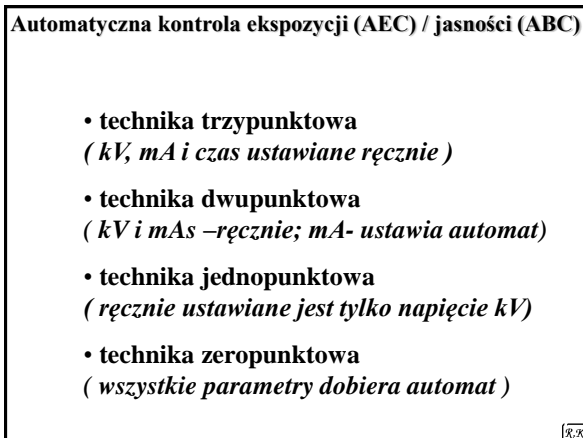 Automatyczna kontrola ekspozycji (AEC) / jasności (ABC)
• technika trzypunktowa
( kV, mA i czas ustawiane ręcznie )
• technika dwupunktowa
( kV i mAs –ręcznie; mA- ustawia automat)
• technika jednopunktowa
( ręcznie ustawiane jest tylko napięcie kV)
• technika zeropunktowa
( wszystkie parametry dobiera automat )